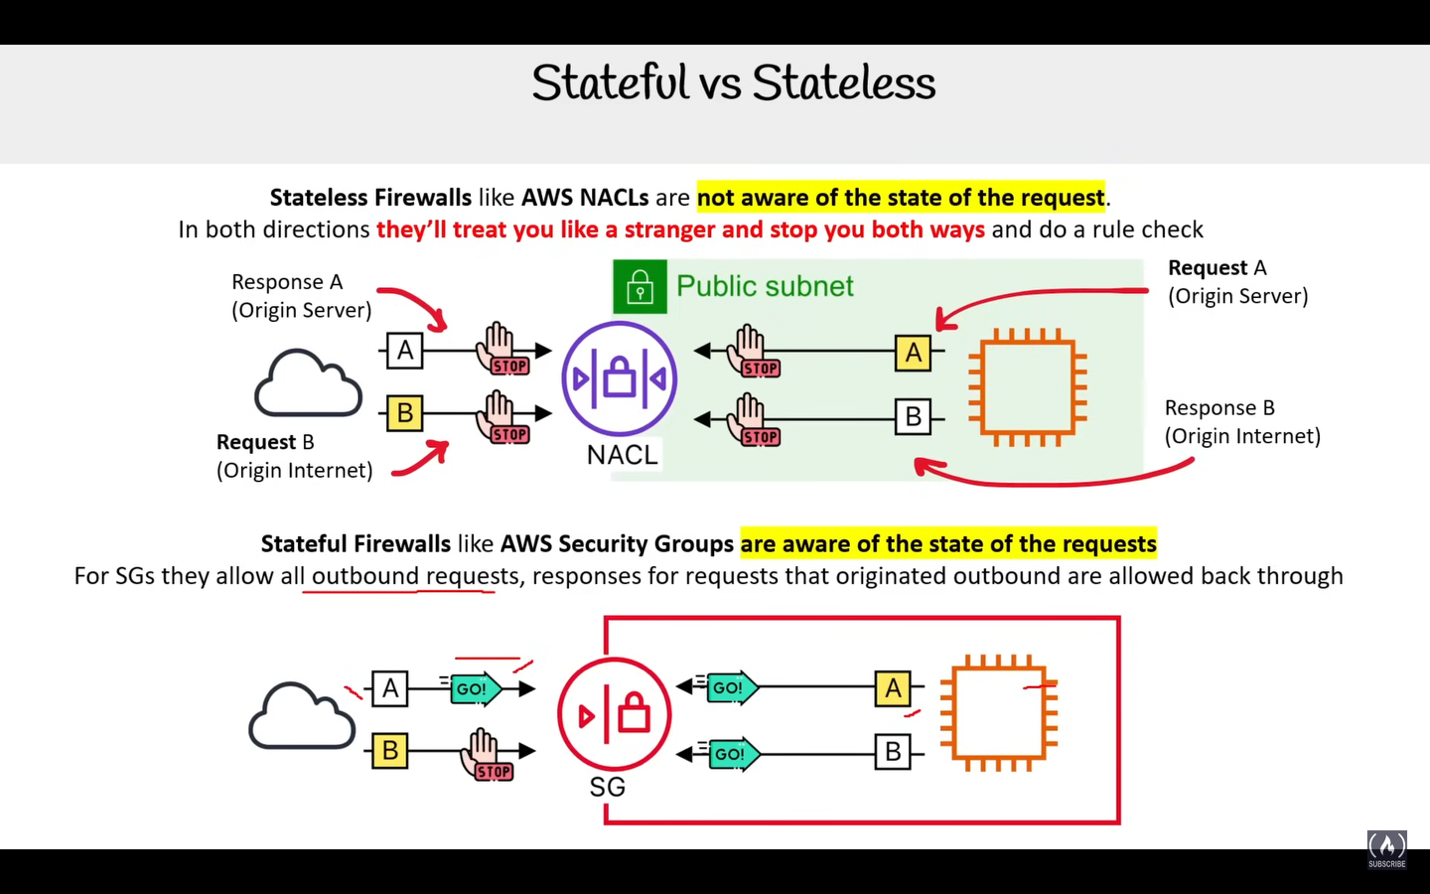 Stateful vs Stateless
Stateless Firewalls like AWS NACLs are not aware of the state of the request.
In both directions they'll treat you like a stranger and stop you both ways and do a rule check
Response A
(Origin Server)
Public subnet
Request A
(Origin Server)
A
STOP
STOP
A
B
STOP
STOP
B
Request B
(Origin Internet)
NACL
Response B
(Origin Internet)
Stateful Firewalls like AWS Security Groups are aware of the state of the requests
For SGs they allow all outbound requests, responses for requests that originated outbound are allowed back through
A
GO!
GO!
A
B
STOP
GO!
B
SG
SUBSCRIBE